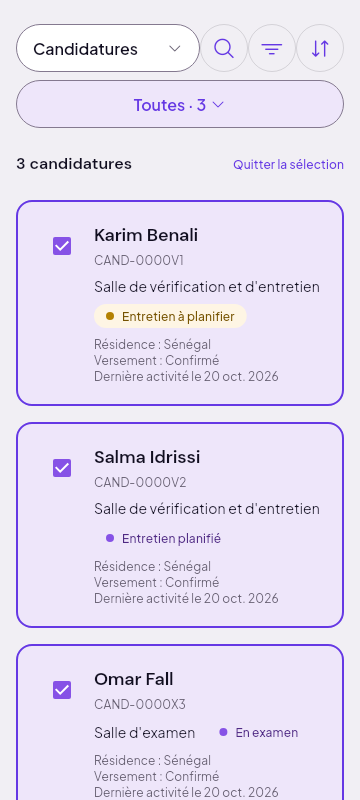 Candidatures
Toutes · 3
3 candidatures
Quitter la sélection
Karim Benali
CAND-0000V1
Salle de vérification et d'entretien
Entretien à planifier
Résidence : Sénégal
Versement : Confirmé
Dernière activité le 20 oct. 2026
Salma Idrissi
CAND-0000V2
Salle de vérification et d'entretien
Entretien planifié
Résidence : Sénégal
Versement : Confirmé
Dernière activité le 20 oct. 2026
Omar Fall
CAND-0000X3
Salle d'examen
En examen
Résidence : Sénégal
Versement : Confirmé
Dernière activité le 20 oct. 2026